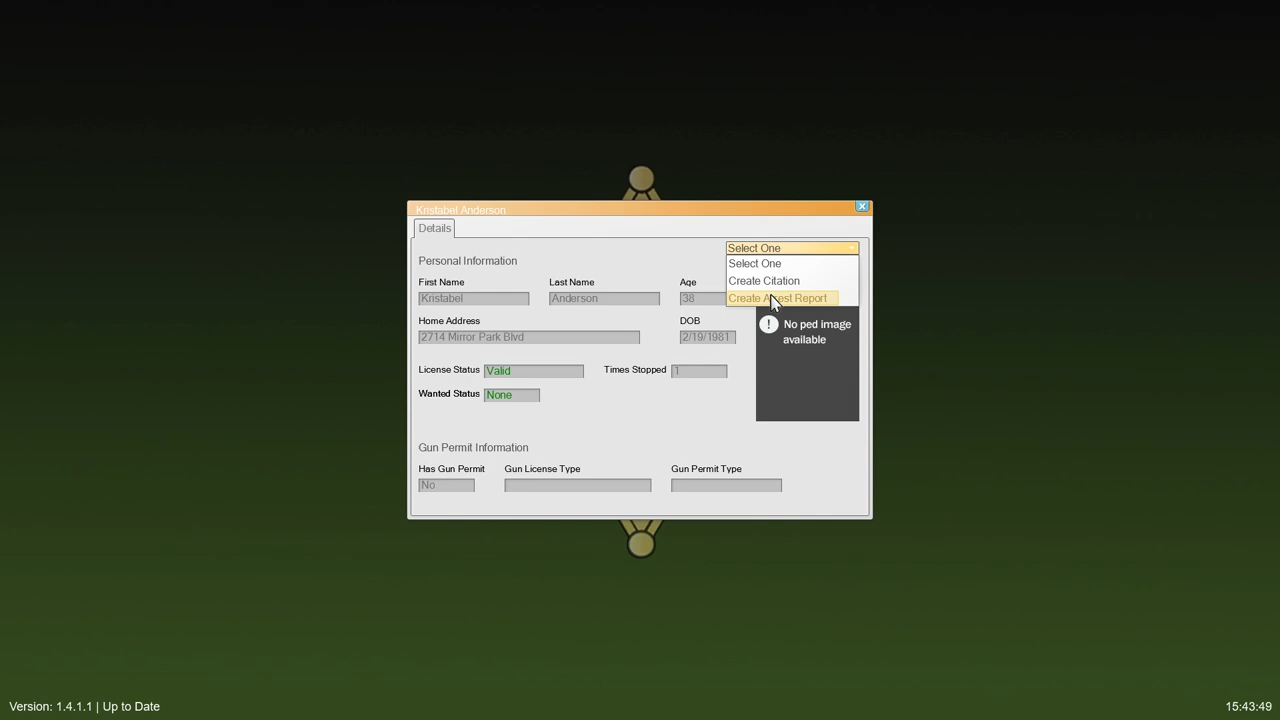 Kristabel Anderson
Details
Select One
Personal Information
Select One
Create Citation
Create Arrest Report
First Name Last Name Age
Kristabel Anderson 38
Home Address DOB
2714 Mirror Park Blvd 2/19/1981
! No ped image
available
License Status Valid Times Stopped 1
Wanted Status None
Gun Permit Information
Has Gun Permit Gun License Type Gun Permit Type
No
Version: 1.4.1.1 | Up to Date 15:43:49